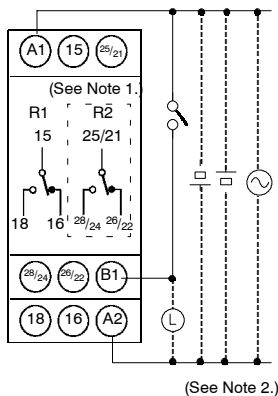 A1 15 25/21
(See Note 1.)
R1 R2
15 25/21
18 16 28/24 26/22
28/24 26/22 B1
18 16 A2
L
(See Note 2.)